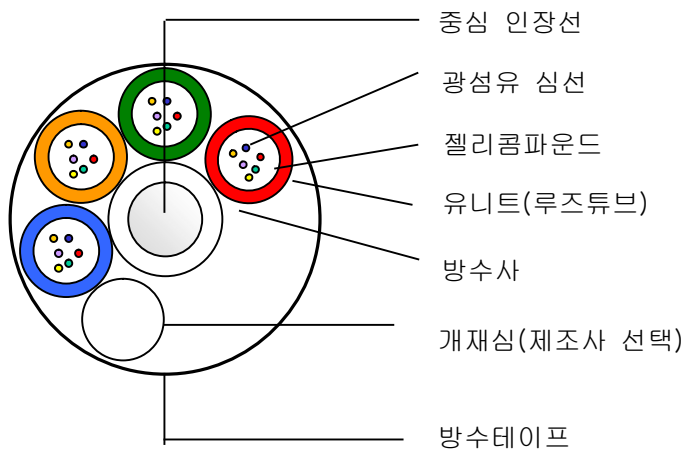 중심 인장선
광섬유 심선
젤리콤파운드
유니트(루즈튜브)
방수사
개재심(제조사 선택)
방수테이프